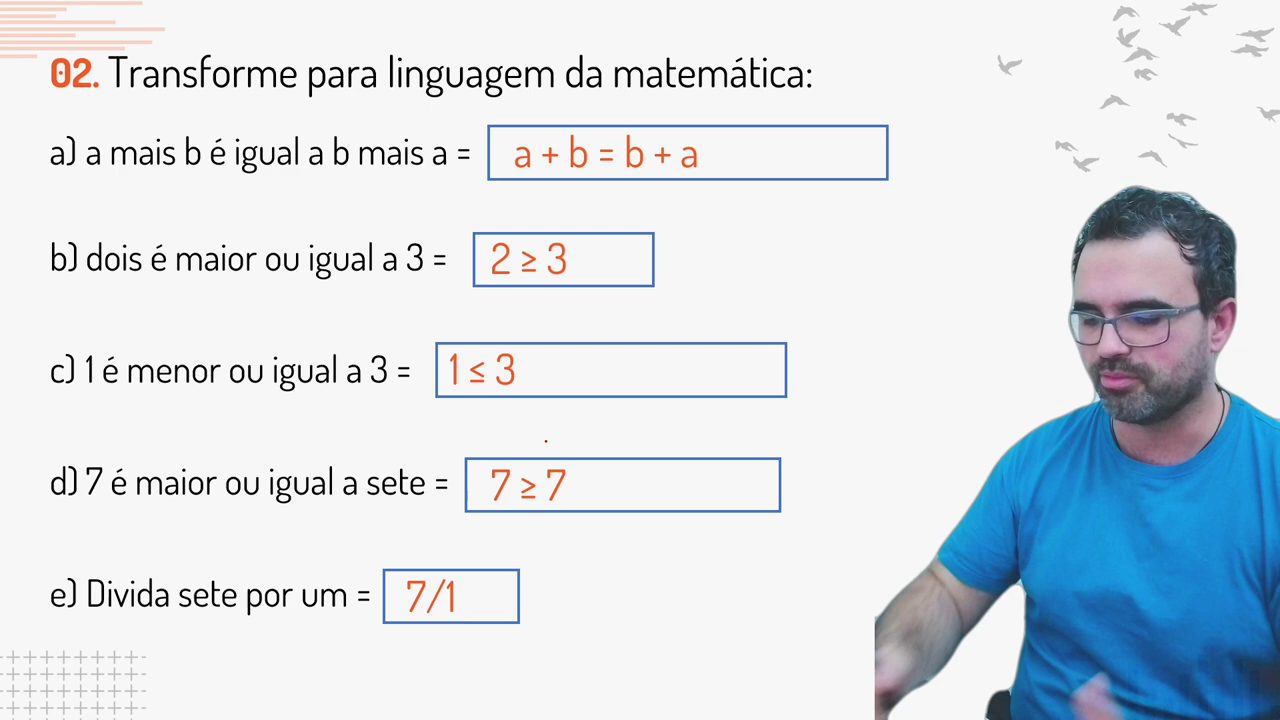 02. Transforme para linguagem da matemática:
a) a mais b é igual a b mais a = a + b = b + a
b) dois é maior ou igual a 3 = 2 ≥ 3
c) 1 é menor ou igual a 3 = 1 ≤ 3
d) 7 é maior ou igual a sete = 7 ≥ 7
e) Divida sete por um = 7/1